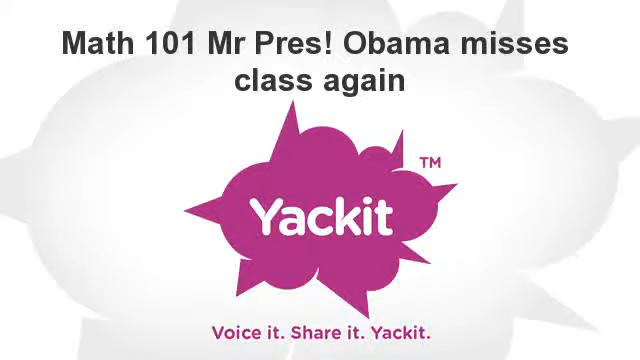 Math 101 Mr Pres! Obama misses
class again
TM
Yackit
Voice it. Share it. Yackit.